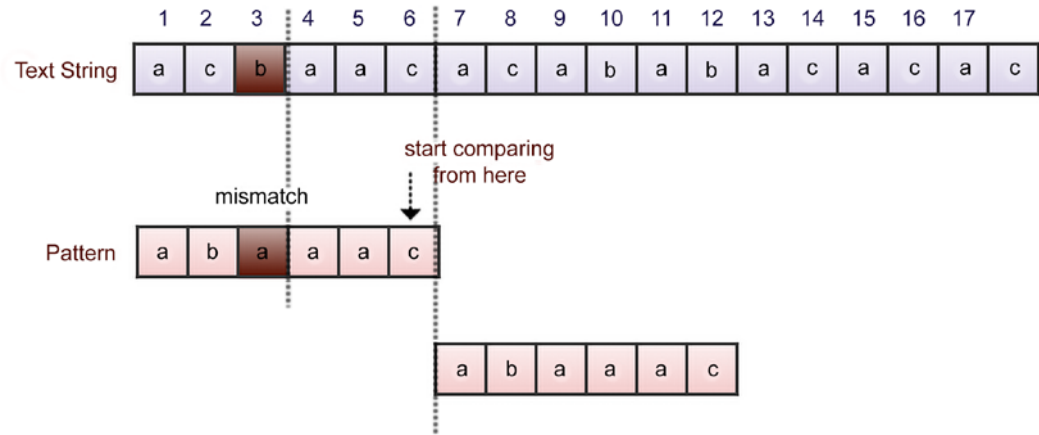 1 2 3 4 5 6 7 8 9 10 11 12 13 14 15 16 17
Text String a c b a a c a c a b a b a c a c a c
start comparing
from here
mismatch
Pattern a b a a a c
a b a a a c